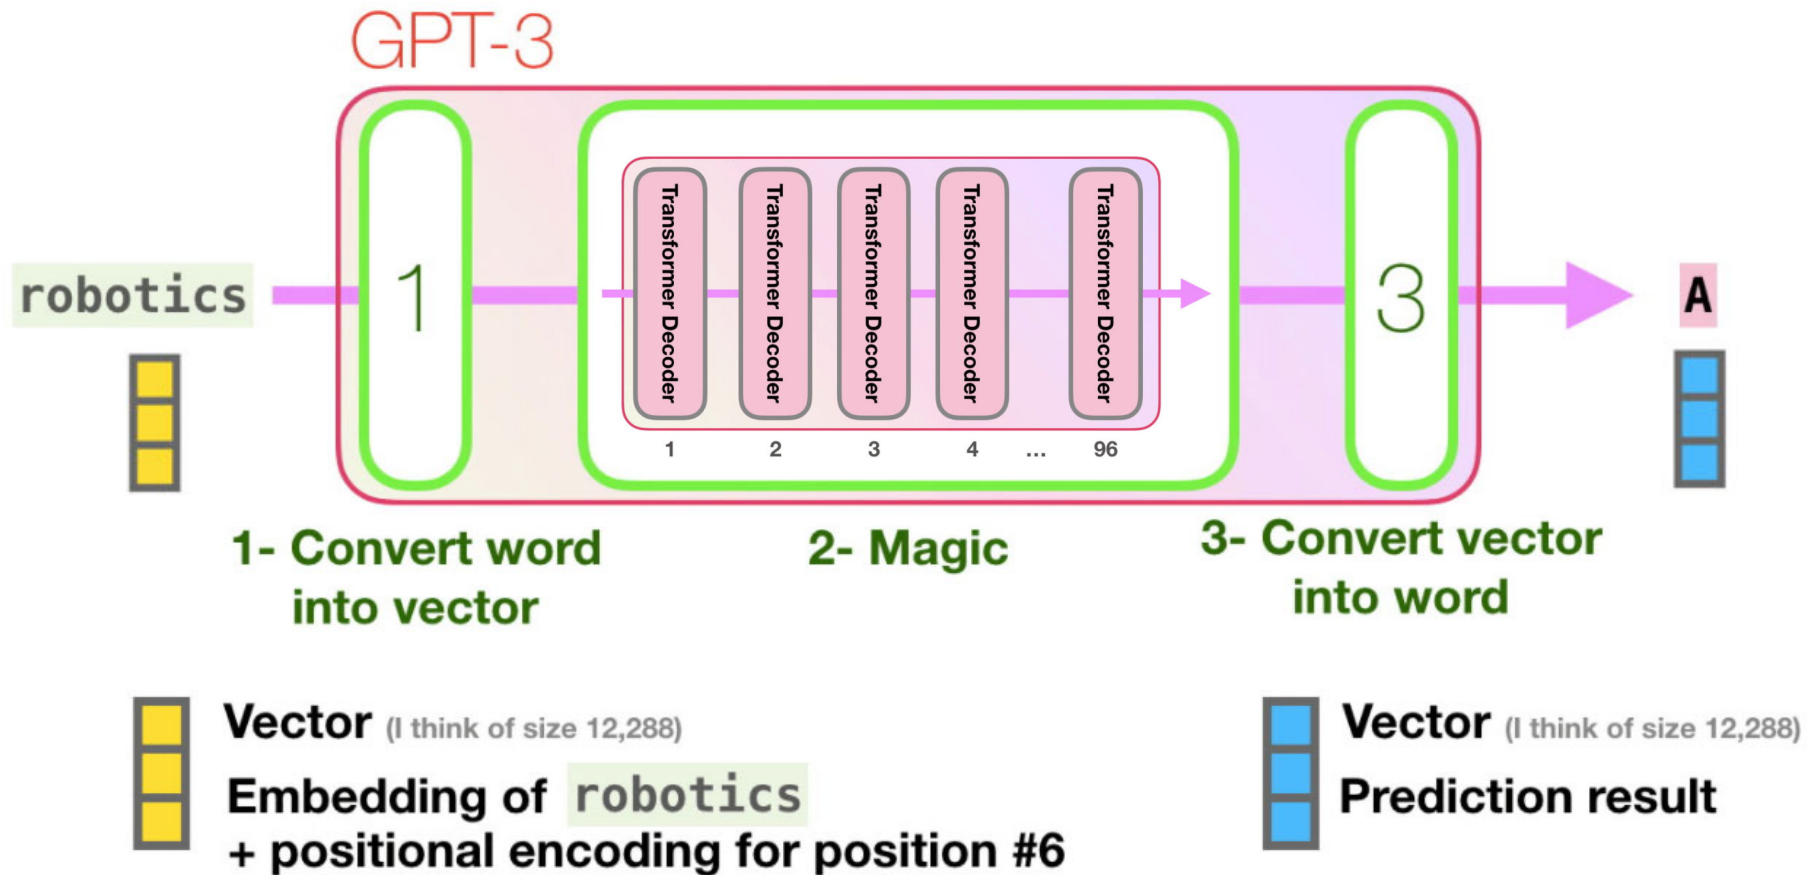 GPT-3
robotics
1
Transformer Decoder
Transformer Decoder
Transformer Decoder
Transformer Decoder
Transformer Decoder
1 2 3 4 ... 96
3
A
1- Convert word
into vector
2- Magic
3- Convert vector
into word
Vector (I think of size 12,288)
Embedding of robotics
+ positional encoding for position #6
Vector (I think of size 12,288)
Prediction result